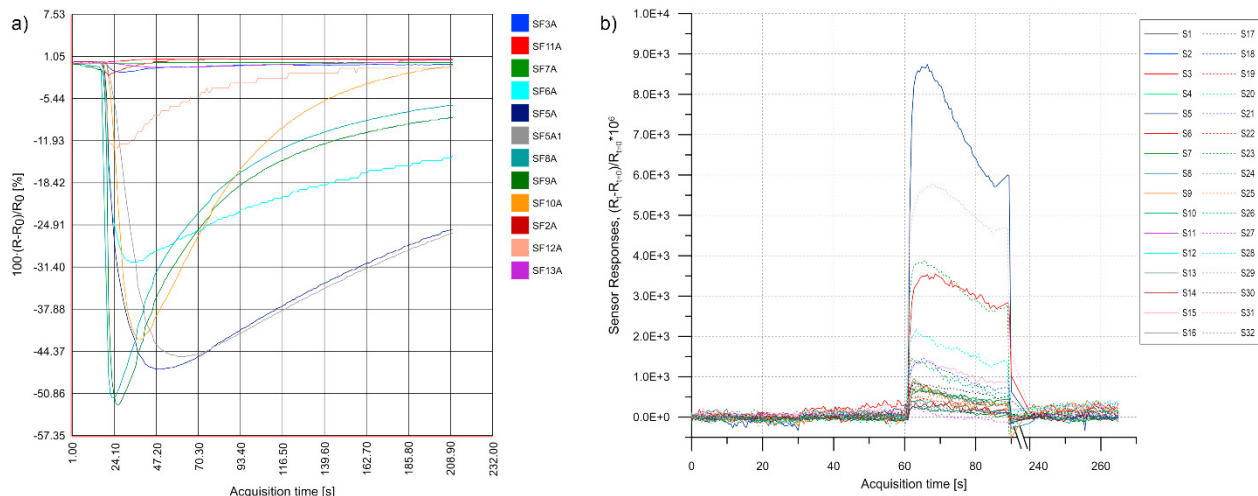 a)
7.53
1.05
-5.44
-11.93
-18.42
-24.91
-31.40
-37.88
-44.37
-50.86
-57.35
100·(R-R0)/R0 [%]
1.00
24.10
47.20
70.30
93.40
116.50
139.60
162.70
185.80
208.90
232.00
Acquisition time [s]
SF3A
SF11A
SF7A
SF6A
SF5A
SF5A1
SF8A
SF9A
SF10A
SF2A
SF12A
SF13A
b)
1.0E+4
9.0E+3
8.0E+3
7.0E+3
6.0E+3
5.0E+3
4.0E+3
3.0E+3
2.0E+3
1.0E+3
0.0E+0
Sensor Responses, (Rt-Rt=0)/Rt=0*10^6
0 20 40 60 80 240 260
Acquisition time [s]
S1 S17
S2 S18
S3 S19
S4 S20
S5 S21
S6 S22
S7 S23
S8 S24
S9 S25
S10 S26
S11 S27
S12 S28
S13 S29
S14 S30
S15 S31
S16 S32